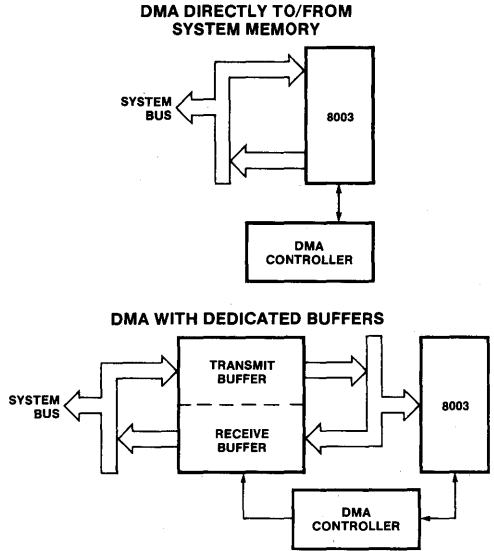 DMA DIRECTLY TO/FROM
SYSTEM MEMORY
SYSTEM
BUS
8003
DMA
CONTROLLER
DMA WITH DEDICATED BUFFERS
TRANSMIT
BUFFER
SYSTEM
BUS
RECEIVE
BUFFER
8003
DMA
CONTROLLER